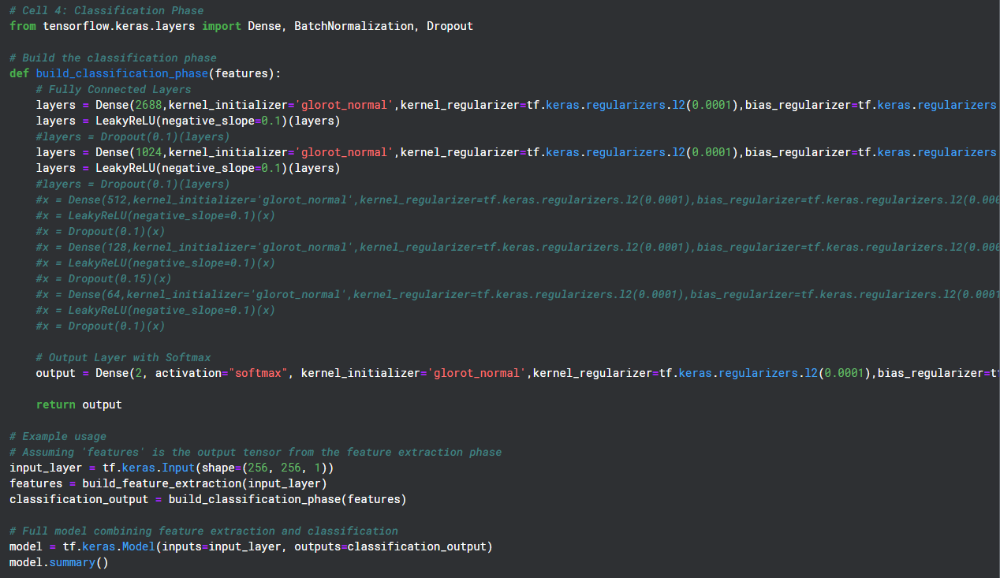 # Cell 4: Classification Phase
from tensorflow.keras.layers import Dense, BatchNormalization, Dropout

# Build the classification phase
def build_classification_phase(features):
    # Fully Connected Layers
    layers = Dense(2688,kernel_initializer='glorot_normal',kernel_regularizer=tf.keras.regularizers.l2(0.0001),bias_regularizer=tf.keras.regularizers
    layers = LeakyReLU(negative_slope=0.1)(layers)
    #layers = Dropout(0.1)(layers)
    layers = Dense(1024,kernel_initializer='glorot_normal',kernel_regularizer=tf.keras.regularizers.l2(0.0001),bias_regularizer=tf.keras.regularizers
    layers = LeakyReLU(negative_slope=0.1)(layers)
    #layers = Dropout(0.1)(layers)
    #x = Dense(512,kernel_initializer='glorot_normal',kernel_regularizer=tf.keras.regularizers.l2(0.0001),bias_regularizer=tf.keras.regularizers.l2(0.000
    #x = LeakyReLU(negative_slope=0.1)(x)
    #x = Dropout(0.1)(x)
    #x = Dense(128,kernel_initializer='glorot_normal',kernel_regularizer=tf.keras.regularizers.l2(0.0001),bias_regularizer=tf.keras.regularizers.l2(0.000
    #x = LeakyReLU(negative_slope=0.1)(x)
    #x = Dropout(0.15)(x)
    #x = Dense(64,kernel_initializer='glorot_normal',kernel_regularizer=tf.keras.regularizers.l2(0.0001),bias_regularizer=tf.keras.regularizers.l2(0.0001
    #x = LeakyReLU(negative_slope=0.1)(x)
    #x = Dropout(0.1)(x)

    # Output Layer with Softmax
    output = Dense(2, activation="softmax", kernel_initializer='glorot_normal',kernel_regularizer=tf.keras.regularizers.l2(0.0001),bias_regularizer=t

    return output

# Example usage
# Assuming 'features' is the output tensor from the feature extraction phase
input_layer = tf.keras.Input(shape=(256, 256, 1))
features = build_feature_extraction(input_layer)
classification_output = build_classification_phase(features)

# Full model combining feature extraction and classification
model = tf.keras.Model(inputs=input_layer, outputs=classification_output)
model.summary()